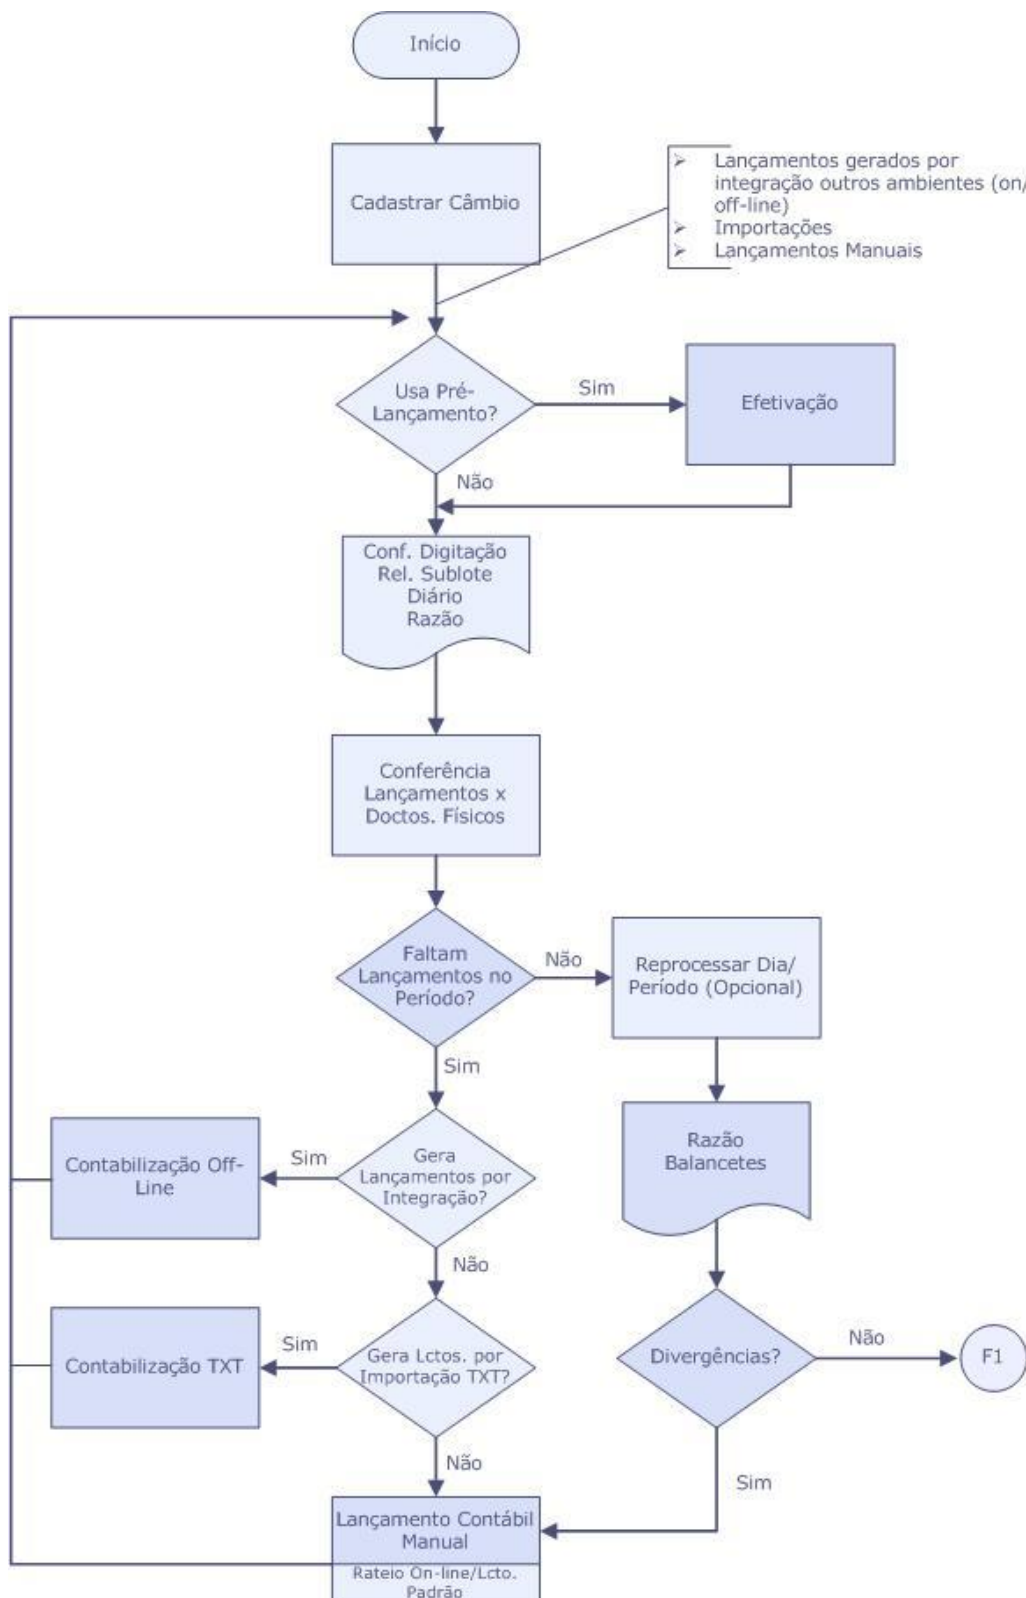 Início
Cadastrar Câmbio
➢ Lançamentos gerados por
integração outros ambientes (on/
off-line)
➢ Importações
➢ Lançamentos Manuais
Usa Pré-
Lançamento?
Sim
Efetivação
Não
Conf. Digitação
Rel. Sublote
Diário
Razão
Conferência
Lançamentos x
Doctos. Físicos
Faltam
Lançamentos no
Período?
Não
Reprocessar Dia/
Período (Opcional)
Sim
Razão
Balancetes
Gera
Lançamentos por
Integração?
Sim
Contabilização Off-
Line
Não
Gera Lctos. por
Importação TXT?
Sim
Contabilização TXT
Divergências?
Não
F1
Não
Sim
Lançamento Contábil
Manual
Rateio On-line/Lcto.
Padrão